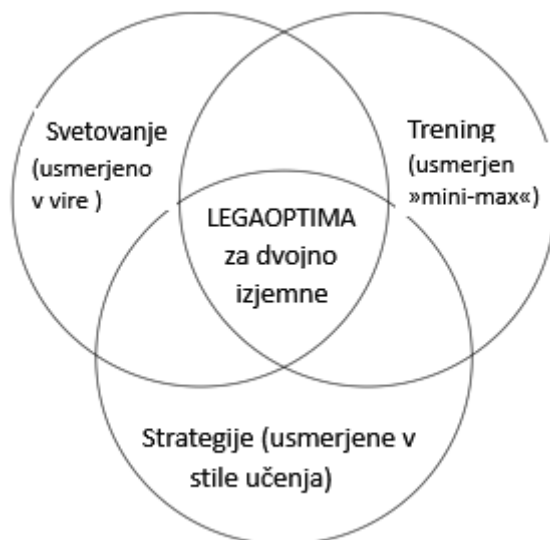 Svetovanje
(usmerjeno
v vire )
Trening
(usmerjen
»mini-max«)
LEGAOPTIMA
za dvojno
izjemne
Strategije (usmerjene v
stile učenja)